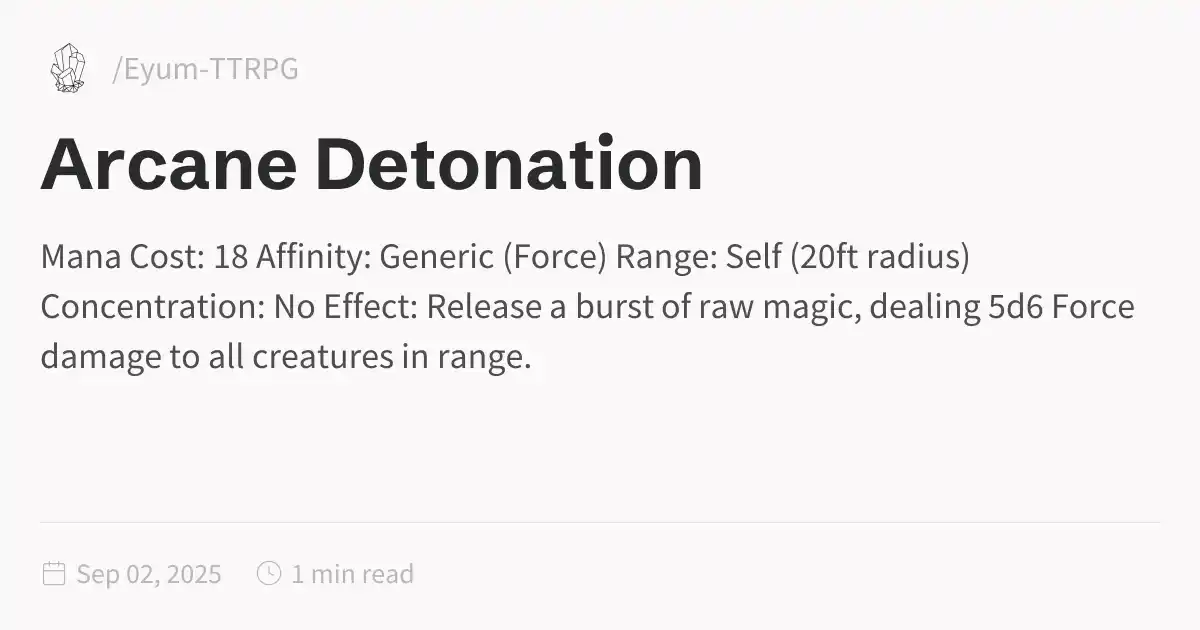 /Eyum-TTRPG
Arcane Detonation
Mana Cost: 18 Affinity: Generic (Force) Range: Self (20ft radius)
Concentration: No Effect: Release a burst of raw magic, dealing 5d6 Force
damage to all creatures in range.
Sep 02, 2025 1 min read